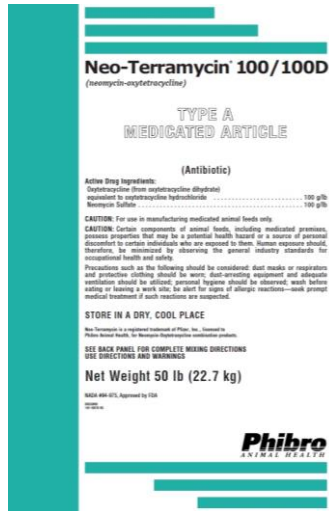 Neo-Terramycin® 100/100D
(neomycin-oxytetracycline)
TYPE A
MEDICATED ARTICLE
(Antibiotic)
Active Drug Ingredients:
Oxytetracycline (from oxytetracycline dihydrate)
equivalent to oxytetracycline hydrochloride ........................ 100 g/lb
Neomycin Sulfate ........................................ 100 g/lb
CAUTION: For use in manufacturing medicated animal feeds only.
CAUTION: Certain components of animal feeds, including medicated premixes,
possess properties that may be a potential health hazard or a source of personal
discomfort to certain individuals who are exposed to them. Human exposure should,
therefore, be minimized by observing the general industry standards for
occupational health and safety.
Precautions such as the following should be considered: dust masks or respirators
and protective clothing should be worn; dust-arresting equipment and adequate
ventilation should be utilized; personal hygiene should be observed; wash before
eating or leaving a work site; be alert for signs of allergic reactions—seek prompt
medical treatment if such reactions are suspected.
STORE IN A DRY, COOL PLACE
Neo-Terramycin is a registered trademark of Pfizer, Inc., licensed to
Phibro Animal Health, for Neomycin-Oxytetracycline combination products.
SEE BACK PANEL FOR COMPLETE MIXING DIRECTIONS
USE DIRECTIONS AND WARNINGS
Net Weight 50 lb (22.7 kg)
NADA #94-975, Approved by FDA
Phibro
ANIMAL HEALTH